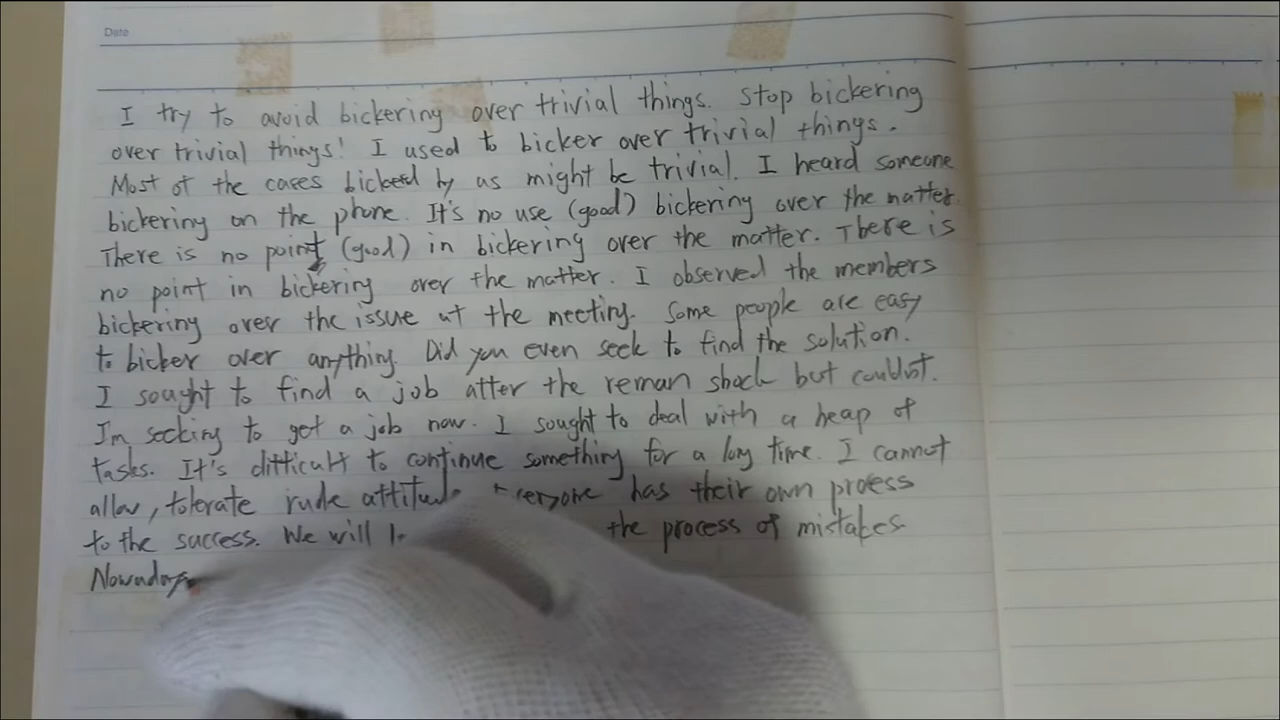 Date
I try to avoid bickering over trivial things. Stop bickering
over trivial things! I used to bicker over trivial things.
Most of the cases bickered by us might be trivial. I heard someone
bickering on the phone. It's no use (good) bickering over the matter.
There is no point (good) in bickering over the matter. There is
no point in bickering over the matter. I observed the members
bickering over the issue at the meeting. Some people are easy
to bicker over anything. Did you even seek to find the solution.
I sought to find a job after the reman shock but couldn't.
I'm seeking to get a job now. I sought to deal with a heap of
tasks. It's difficult to continue something for a long time. I cannot
allow, tolerate rude attitude. Everyone has their own process
to the success. We will the process of mistakes.
Nowadays